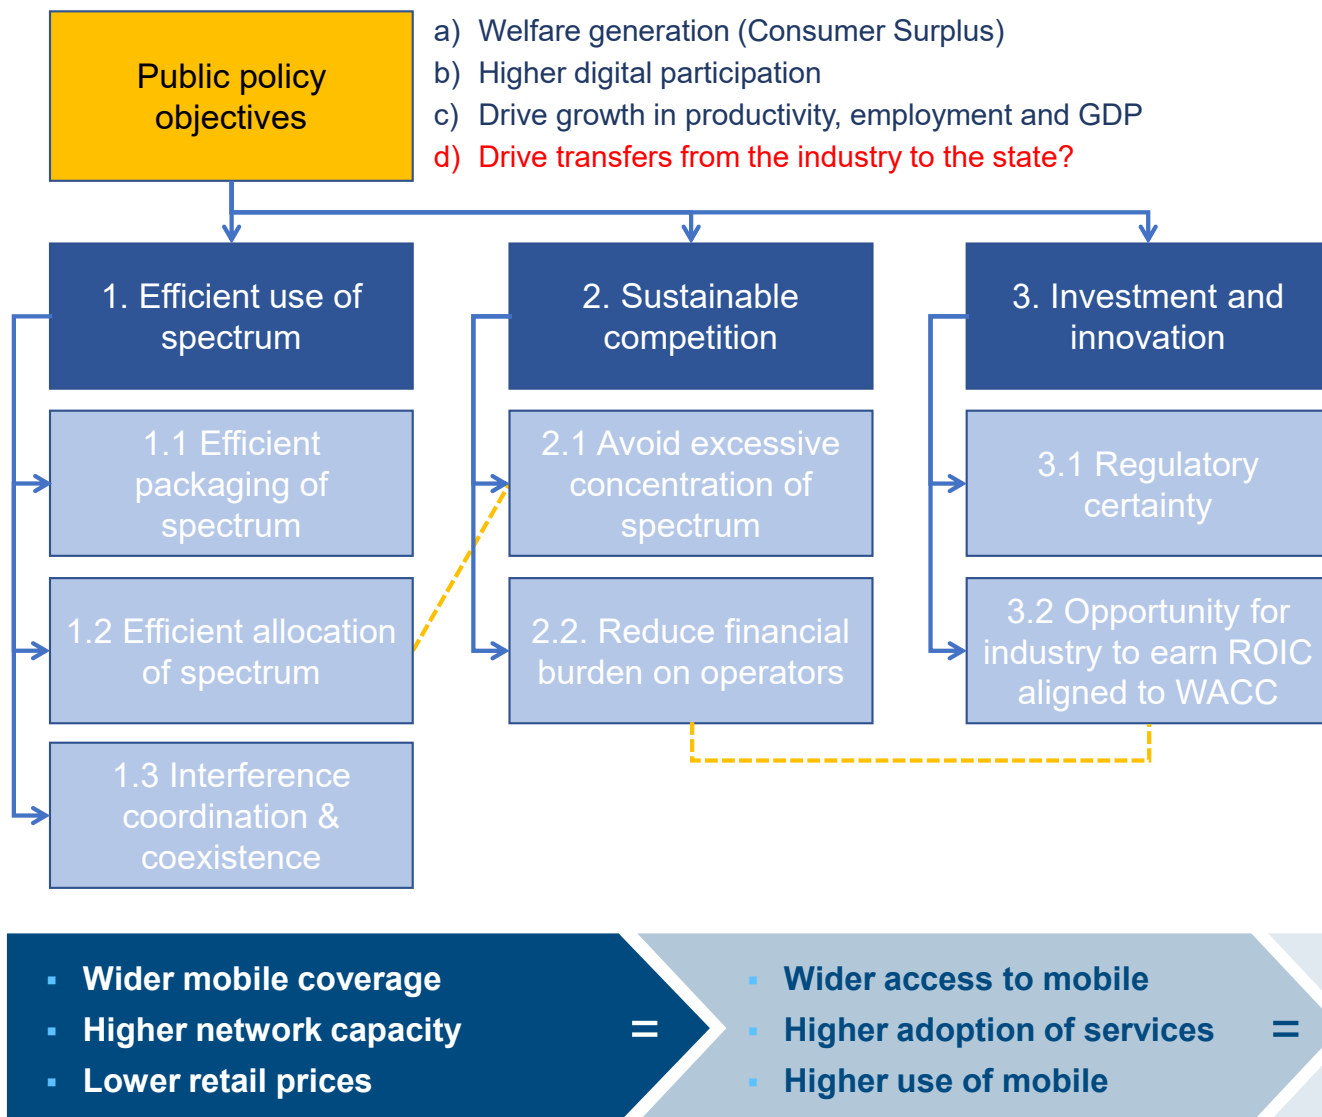 Public policy
objectives
a) Welfare generation (Consumer Surplus)
b) Higher digital participation
c) Drive growth in productivity, employment and GDP
d) Drive transfers from the industry to the state?
1. Efficient use of
spectrum
2. Sustainable
competition
3. Investment and
innovation
1.1 Efficient
packaging of
spectrum
2.1 Avoid excessive
concentration of
spectrum
3.1 Regulatory
certainty
1.2 Efficient allocation
of spectrum
2.2. Reduce financial
burden on operators
3.2 Opportunity for
industry to earn ROIC
aligned to WACC
1.3 Interference
coordination &
coexistence
▪ Wider mobile coverage
▪ Higher network capacity
▪ Lower retail prices
=
▪ Wider access to mobile
▪ Higher adoption of services
▪ Higher use of mobile
=